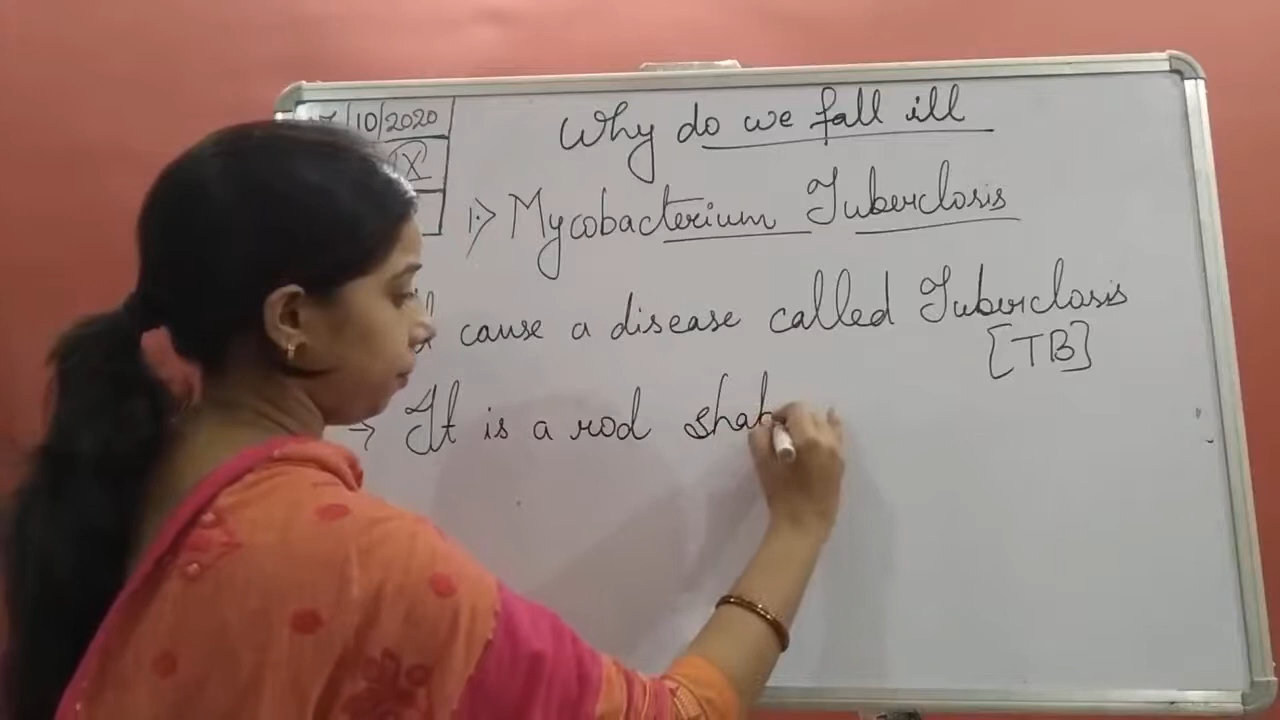 /10/2020
Why do we fall ill
IX
1.) Mycobacterium Tuberclosis
cause a disease called Tuberclosis
[TB]
→ It is a rod shap